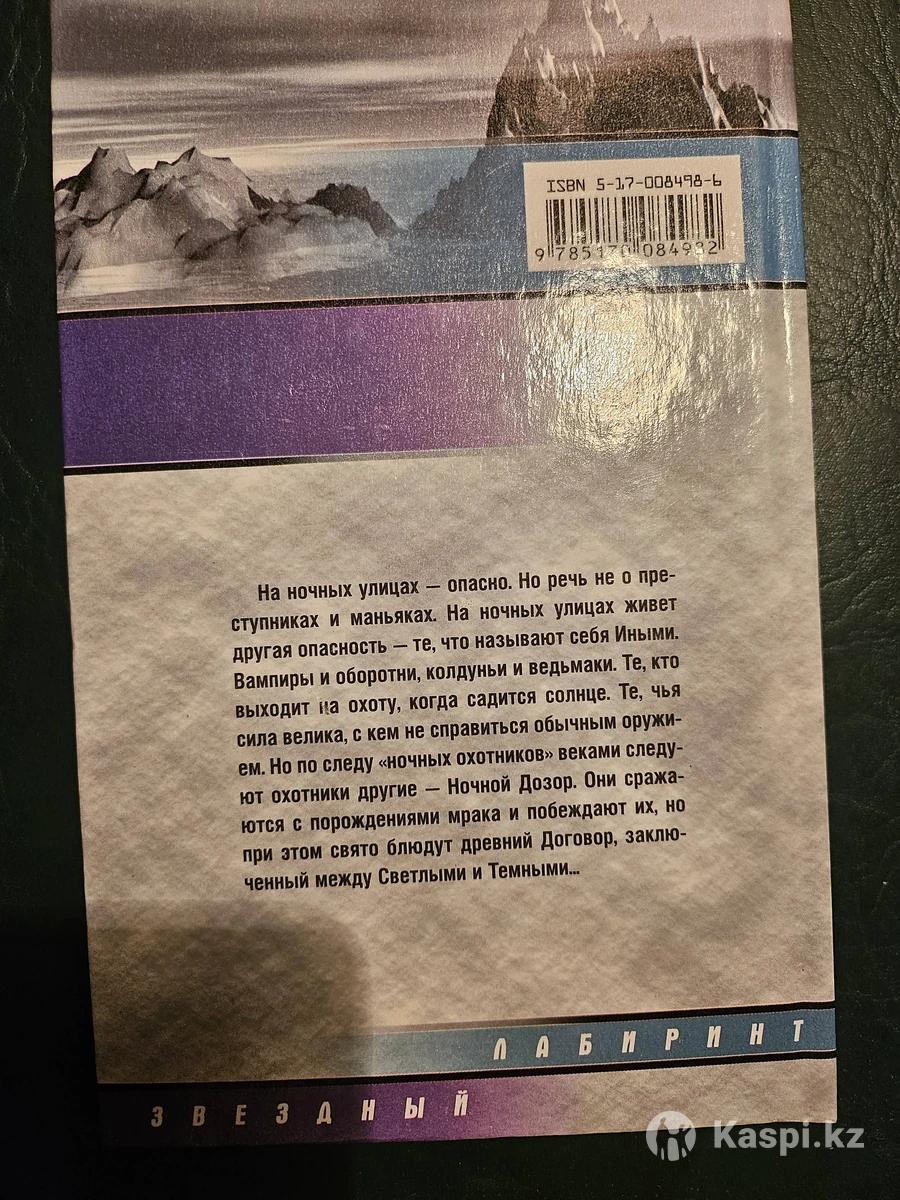 ISBN 5-17-008498-6
9 785170 084982
На ночных улицах — опасно. Но речь не о пре-
ступниках и маньяках. На ночных улицах живет
другая опасность — те, что называют себя Иными.
Вампиры и оборотни, колдуньи и ведьмаки. Те, кто
выходит на охоту, когда садится солнце. Те, чья
сила велика, с кем не справиться обычным оружи-
ем. Но по следу «ночных охотников» веками следу-
ют охотники другие — Ночной Дозор. Они сража-
ются с порождениями мрака и побеждают их, но
при этом свято блюдут древний Договор, заклю-
ченный между Светлыми и Темными...
ЛАБИРИНТ
ЗВЕЗДНЫЙ
Kaspi.kz